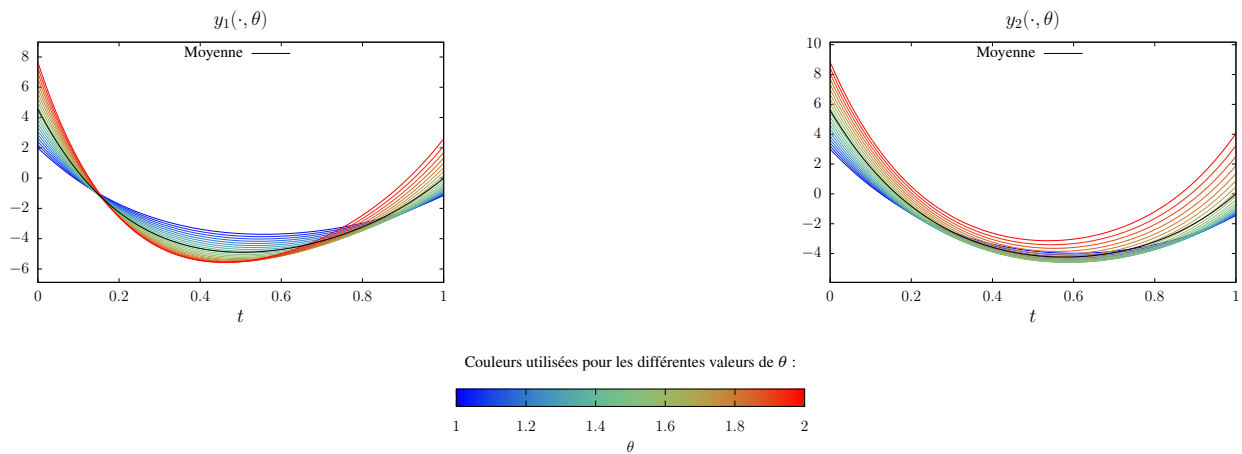 y₁(·, θ)
Moyenne
8
6
4
2
0
−2
−4
−6
0 0.2 0.4 0.6 0.8 1
t
y₂(·, θ)
Moyenne
10
8
6
4
2
0
−2
−4
0 0.2 0.4 0.6 0.8 1
t
Couleurs utilisées pour les différentes valeurs de θ :
1 1.2 1.4 1.6 1.8 2
θ